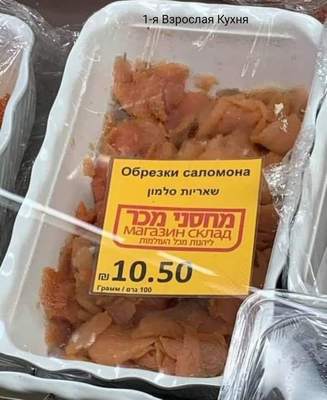 1-я Взрослая Кухня
Обрезки саломона
שאריות סלמון
מחסני מכר
МАГАЗИН СКЛАД
ליהנות מכל העולמות
₪ 10.50
Грамм / גרם 100